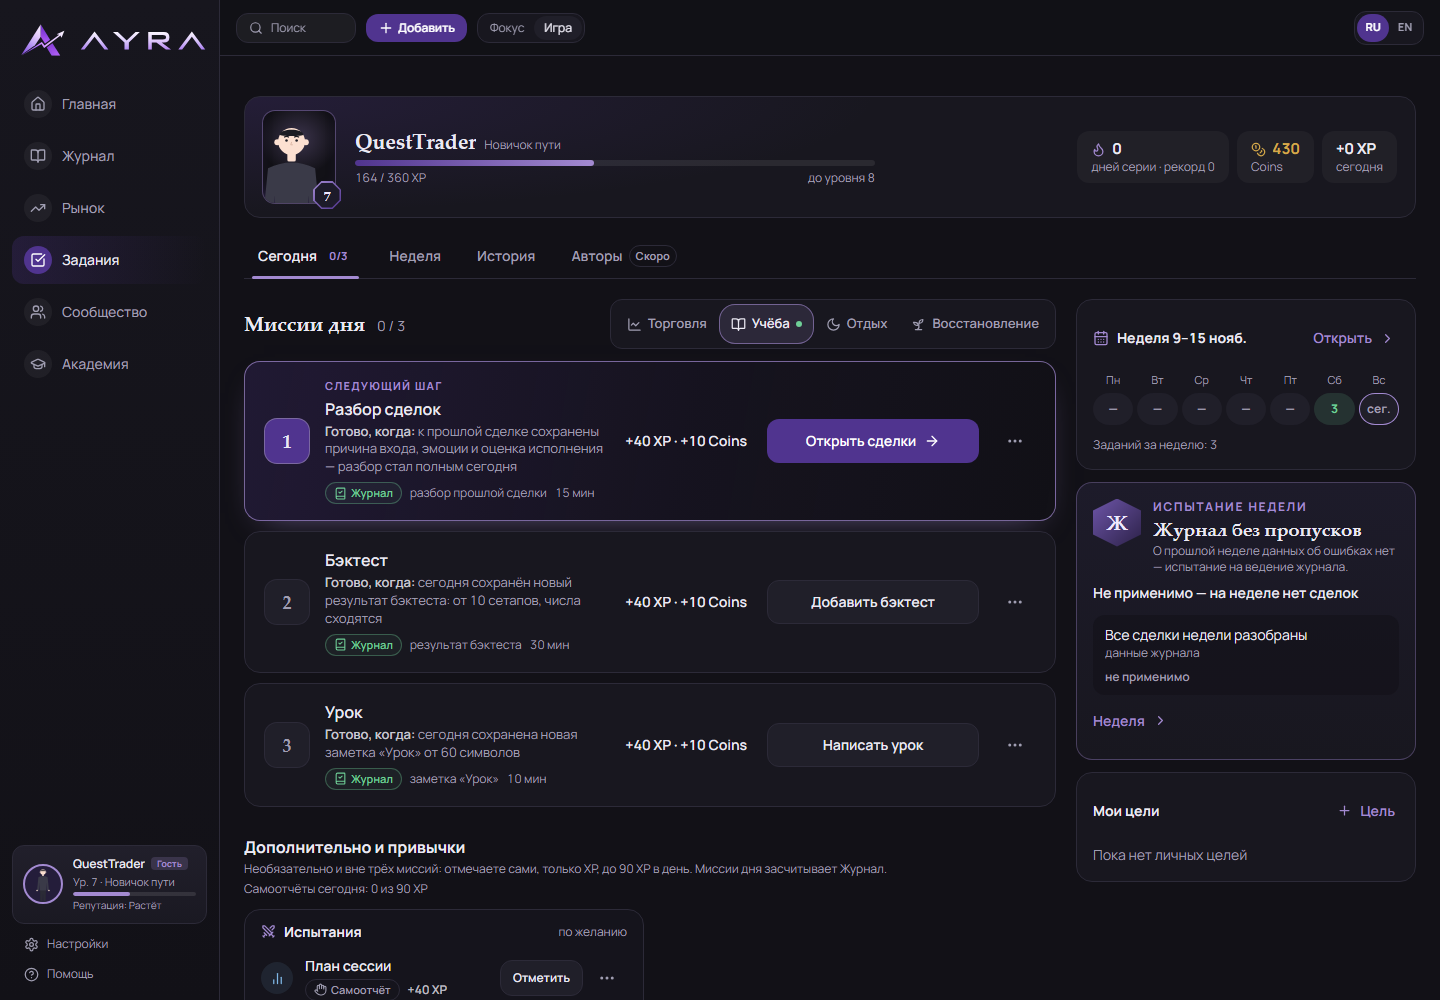 AYRA
Поиск
Добавить
Фокус
Игра
RU
EN
Главная
Журнал
Рынок
Задания
Сообщество
Академия
QuestTrader Новичок пути
164 / 360 XP
до уровня 8
7
0
дней серии · рекорд 0
430
Coins
+0 XP
сегодня
Сегодня 0/3
Неделя
История
Авторы Скоро
Миссии дня 0 / 3
Торговля
Учёба
Отдых
Восстановление
СЛЕДУЮЩИЙ ШАГ
1
Разбор сделок
Готово, когда: к прошлой сделке сохранены
причина входа, эмоции и оценка исполнения
— разбор стал полным сегодня
Журнал разбор прошлой сделки 15 мин
+40 XP · +10 Coins
Открыть сделки
2
Бэктест
Готово, когда: сегодня сохранён новый
результат бэктеста: от 10 сетапов, числа
сходятся
Журнал результат бэктеста 30 мин
+40 XP · +10 Coins
Добавить бэктест
3
Урок
Готово, когда: сегодня сохранена новая
заметка «Урок» от 60 символов
Журнал заметка «Урок» 10 мин
+40 XP · +10 Coins
Написать урок
Дополнительно и привычки
Необязательно и вне трёх миссий: отмечаете сами, только XP, до 90 XP в день. Миссии дня засчитывает Журнал.
Самоотчёты сегодня: 0 из 90 XP
Испытания
по желанию
План сессии
Самоотчёт +40 XP
Отметить
Неделя 9–15 нояб.
Открыть
Пн Вт Ср Чт Пт Сб Вс
– – – – – 3 сег.
Заданий за неделю: 3
Ж
ИСПЫТАНИЕ НЕДЕЛИ
Журнал без пропусков
О прошлой неделе данных об ошибках нет
— испытание на ведение журнала.
Не применимо — на неделе нет сделок
Все сделки недели разобраны
данные журнала
не применимо
Неделя
Мои цели
Цель
Пока нет личных целей
QuestTrader Гость
Ур. 7 · Новичок пути
Репутация: Растёт
Настройки
Помощь